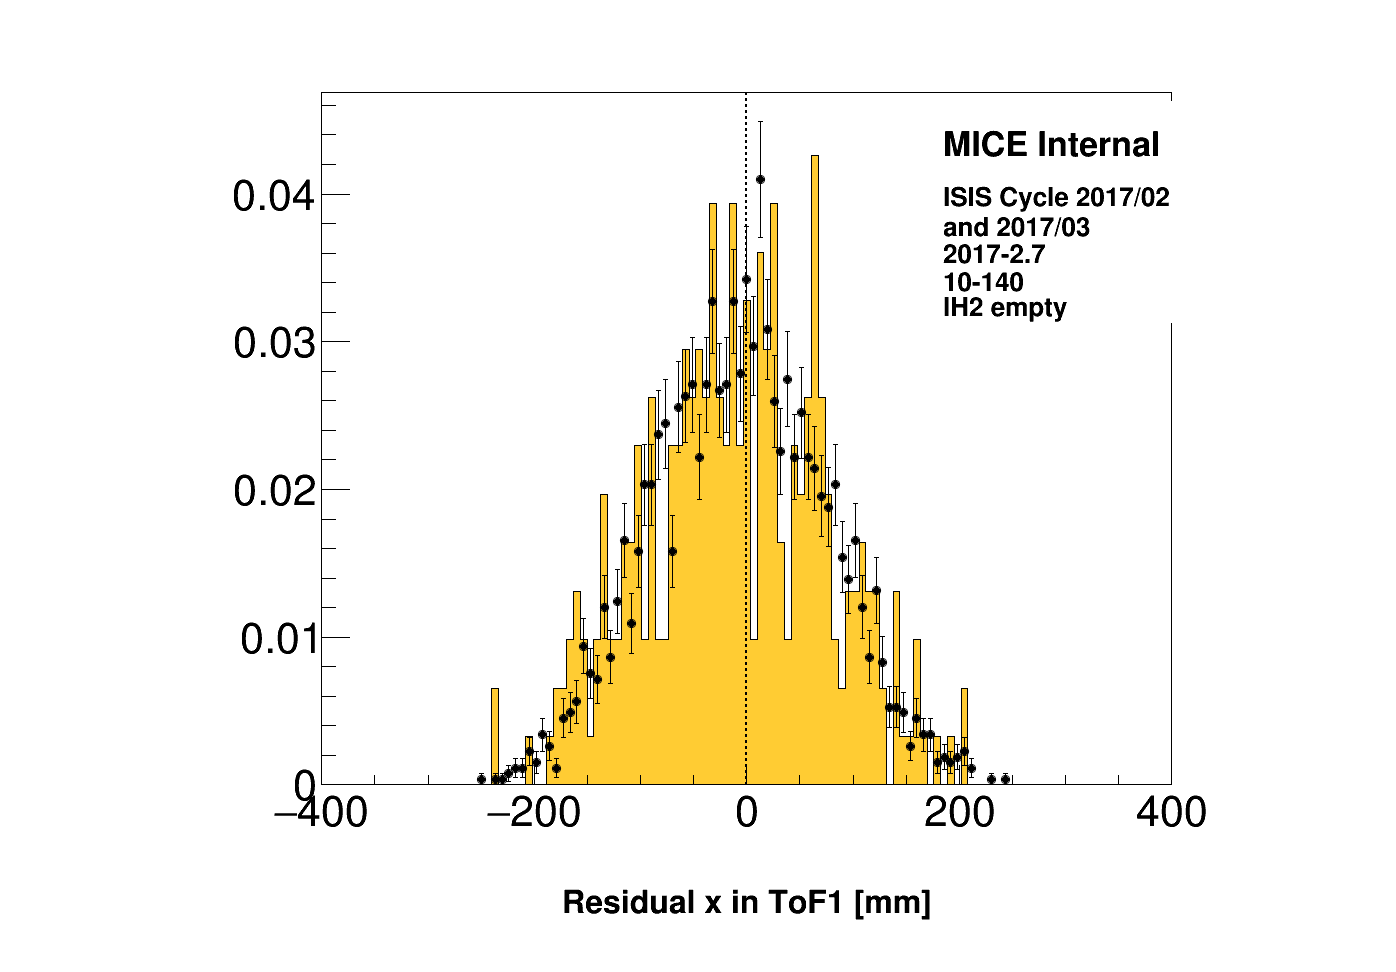 MICE Internal
ISIS Cycle 2017/02
and 2017/03
2017-2.7
10-140
IH2 empty
0.04
0.03
0.02
0.01
0
−400 −200 0 200 400
Residual x in ToF1 [mm]